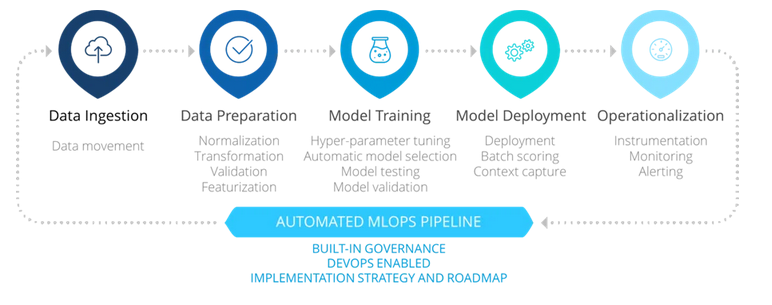 Data Ingestion
Data movement
Data Preparation
Normalization
Transformation
Validation
Featurization
Model Training
Hyper-parameter tuning
Automatic model selection
Model testing
Model validation
Model Deployment
Deployment
Batch scoring
Context capture
Operationalization
Instrumentation
Monitoring
Alerting
AUTOMATED MLOPS PIPELINE
BUILT-IN GOVERNANCE
DEVOPS ENABLED
IMPLEMENTATION STRATEGY AND ROADMAP